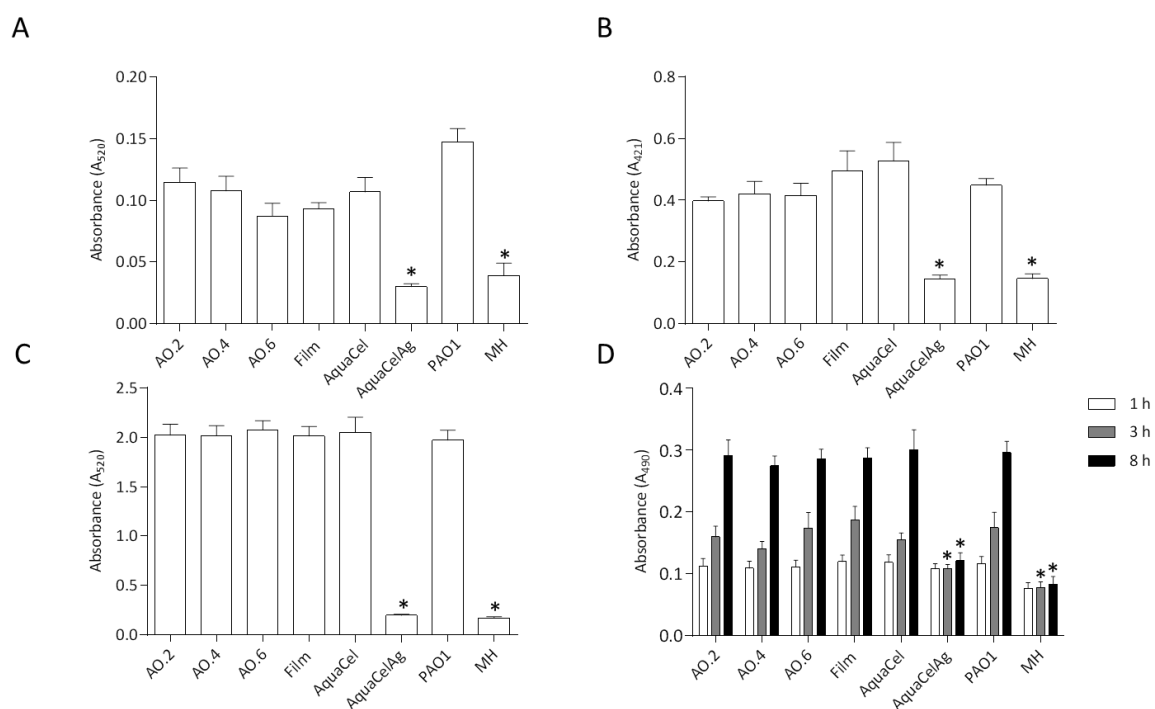 A
0.20
0.15
0.10
0.05
0.00
Absorbance (A₅₂₀)
*
*
AO.2
AO.4
AO.6
Film
AquaCel
AquaCelAg
PAO1
MH
B
0.8
0.6
0.4
0.2
0.0
Absorbance (A₄₂₁)
*
*
AO.2
AO.4
AO.6
Film
AquaCel
AquaCelAg
PAO1
MH
C
2.5
2.0
1.5
1.0
0.5
0.0
Absorbance (A₅₂₀)
*
*
AO.2
AO.4
AO.6
Film
AquaCel
AquaCelAg
PAO1
MH
D
0.4
0.3
0.2
0.1
0.0
Absorbance (A₄₉₀)
* *
* *
AO.2
AO.4
AO.6
Film
AquaCel
AquaCelAg
PAO1
MH
1 h
3 h
8 h